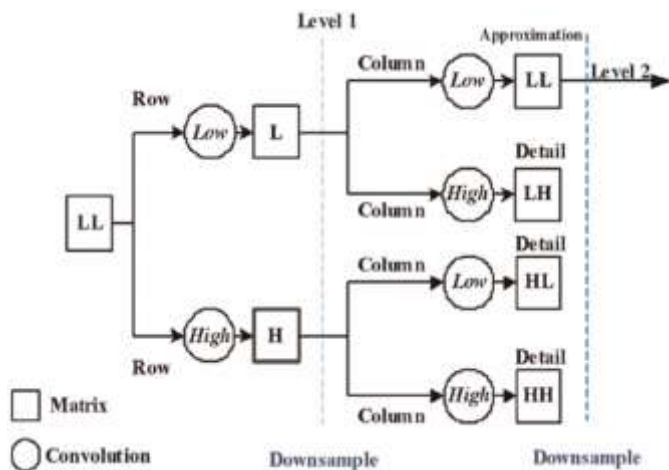 Level 1
Approximation
Column
Low
LL
Level 2
Row
Low
L
Detail
High
LH
Column
LL
Detail
Column
Low
HL
High
H
Row
Detail
High
HH
Column
Matrix
Convolution
Downsample
Downsample